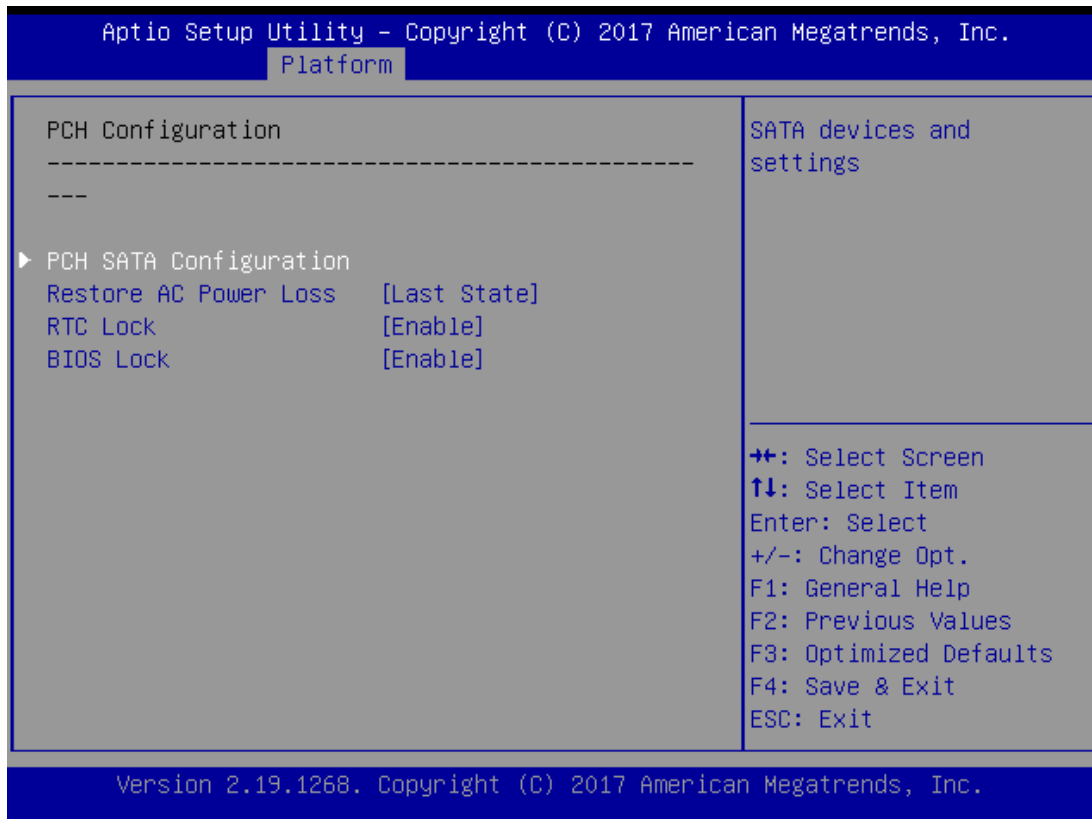 Aptio Setup Utility – Copyright (C) 2017 American Megatrends, Inc.
Platform
PCH Configuration
------------------------------------------------
---
▶ PCH SATA Configuration
Restore AC Power Loss [Last State]
RTC Lock [Enable]
BIOS Lock [Enable]
SATA devices and
settings
→←: Select Screen
↑↓: Select Item
Enter: Select
+/-: Change Opt.
F1: General Help
F2: Previous Values
F3: Optimized Defaults
F4: Save & Exit
ESC: Exit
Version 2.19.1268. Copyright (C) 2017 American Megatrends, Inc.